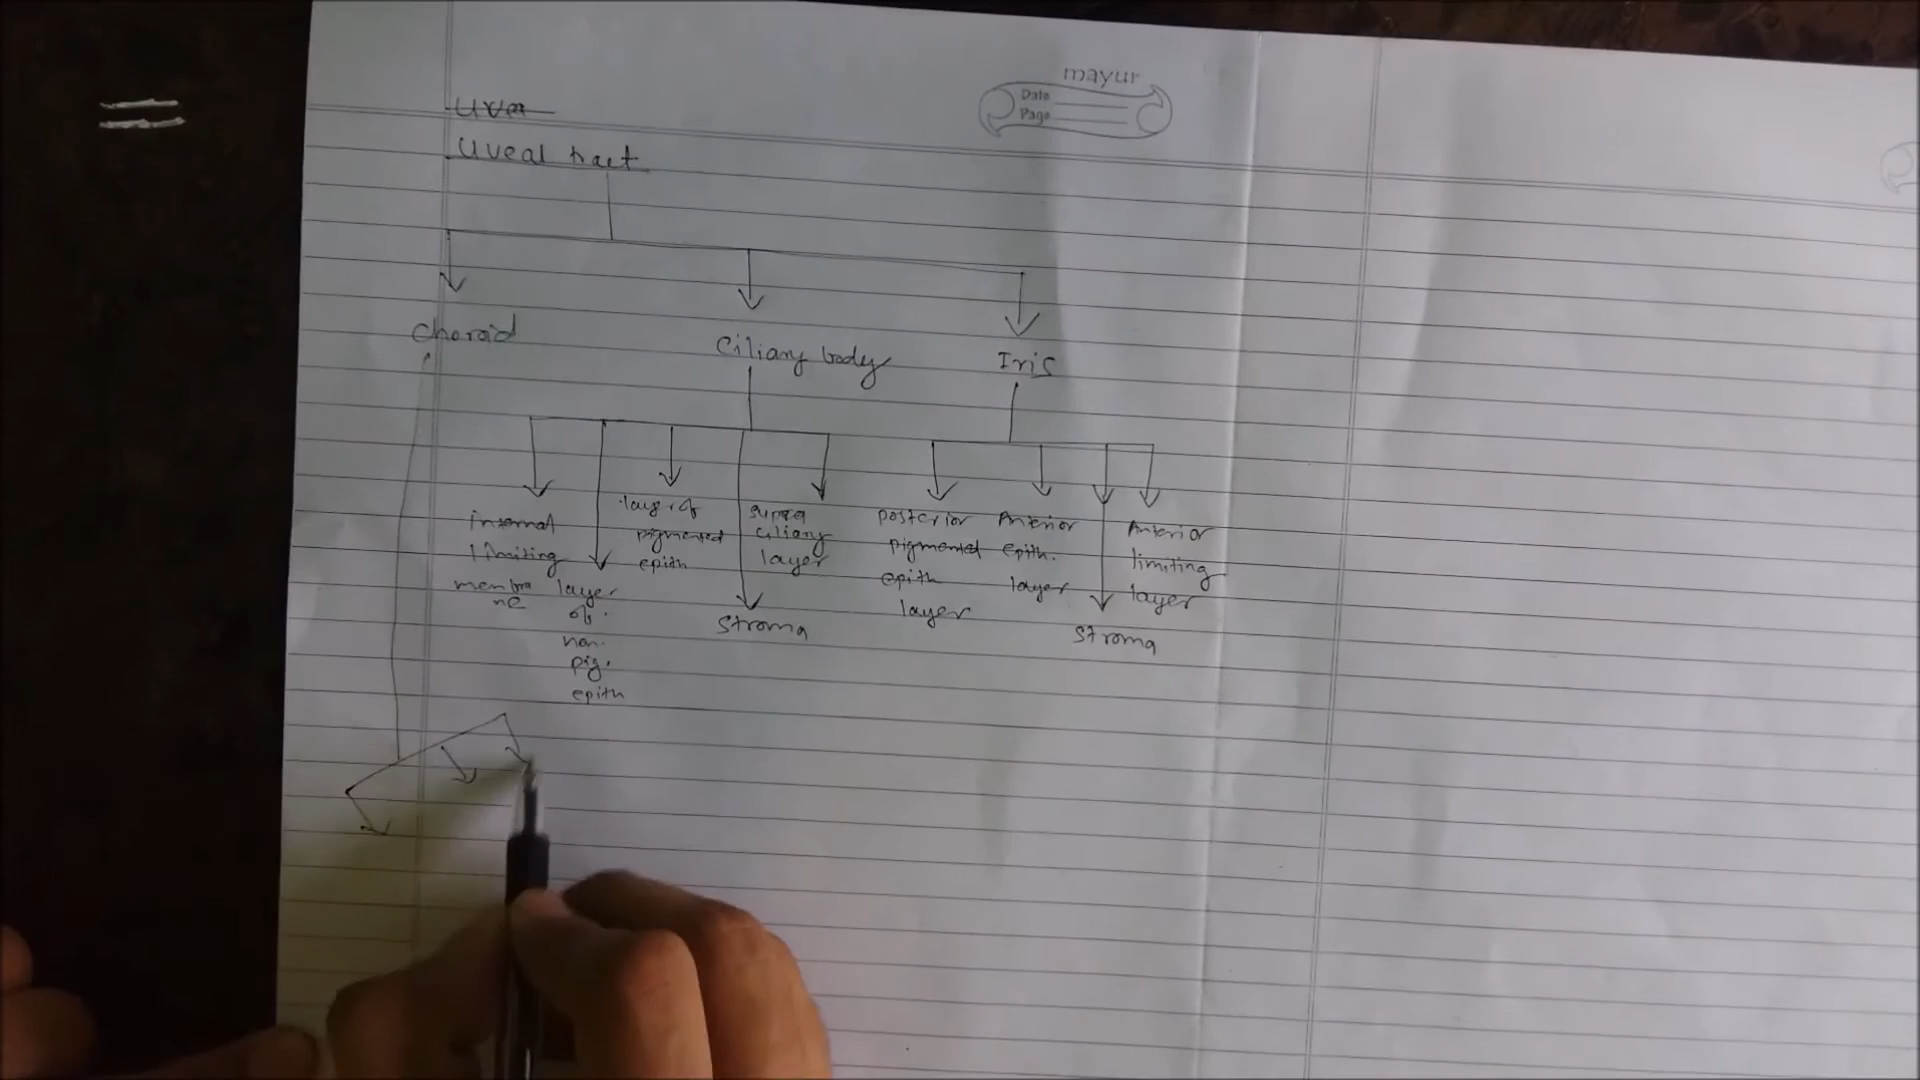 mayur
Date
Page
Uvea
Uveal tract
Choroid
Ciliary body
Iris
internal
limiting
membra
ne
layer
of
non.
pig.
epith
layer of
pigmented
epith
Stroma
supra
ciliary
layer
posterior
pigmented
epith
layer
Anterior
epith.
layer
Stroma
Anterior
limiting
layer